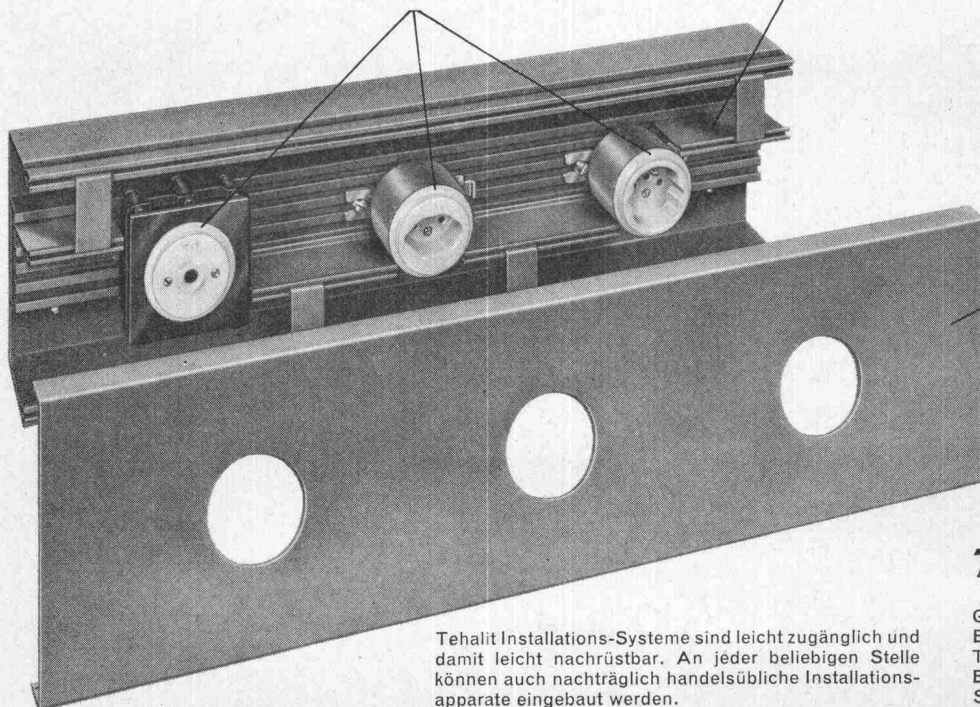 Tehalit Installations-Systeme sind leicht zugänglich und
damit leicht nachrüstbar. An jeder beliebigen Stelle
können auch nachträglich handelsübliche Installations-
apparate eingebaut werden.